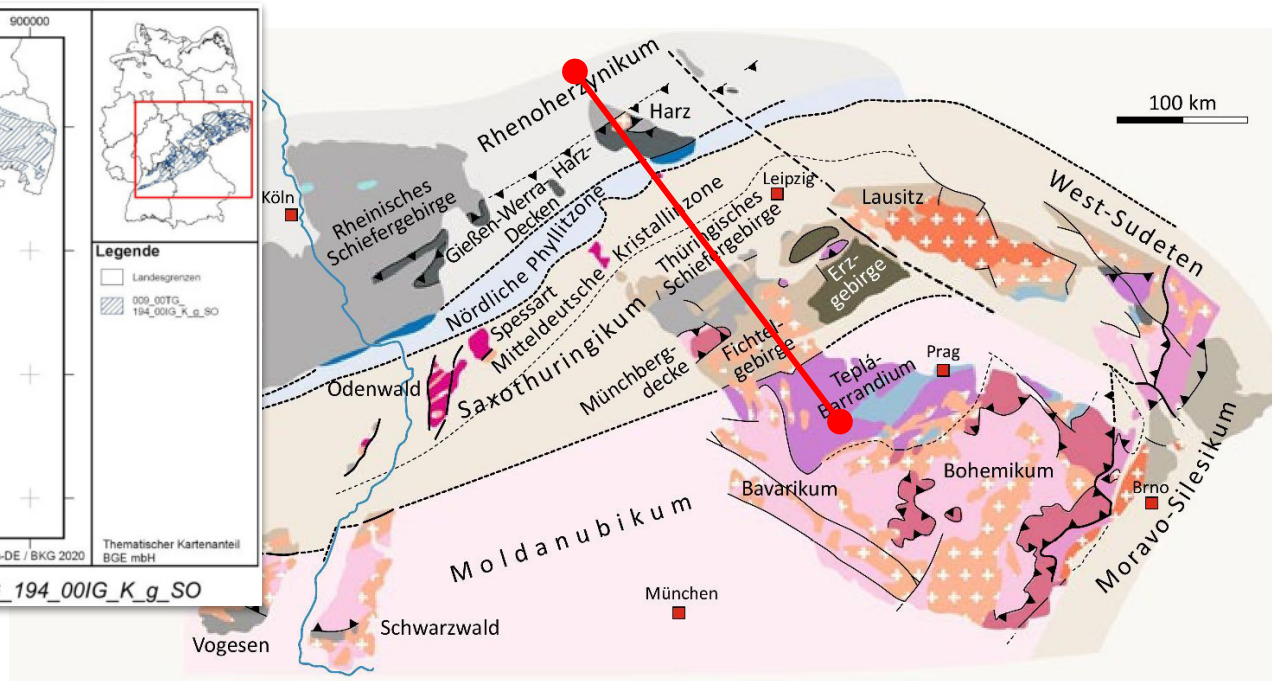 900000
Legende
Landesgrenzen
009_00TG_
194_00IG_K_g_SO
-DE / BKG 2020
Thematischer Kartenanteil
BGE mbH
_194_00IG_K_g_SO
100 km
Rhenoherzynikum
Harz
Köln
Rheinisches
Schiefergebirge
Gießen-Werra-Harz-
Decken
Nördliche Phyllitzone
Leipzig
Lausitz
West-Sudeten
Mitteldeutsche Kristallinzone
Thüringisches
Schiefergebirge
Erz-
gebirge
Spessart
Odenwald
Saxothuringikum
Münchberg-
decke
Fichtel-
gebirge
Teplá-
Barrandium
Prag
Bavarikum
Bohemikum
Brno
Moravo-Silesikum
Moldanubikum
München
Schwarzwald
Vogesen